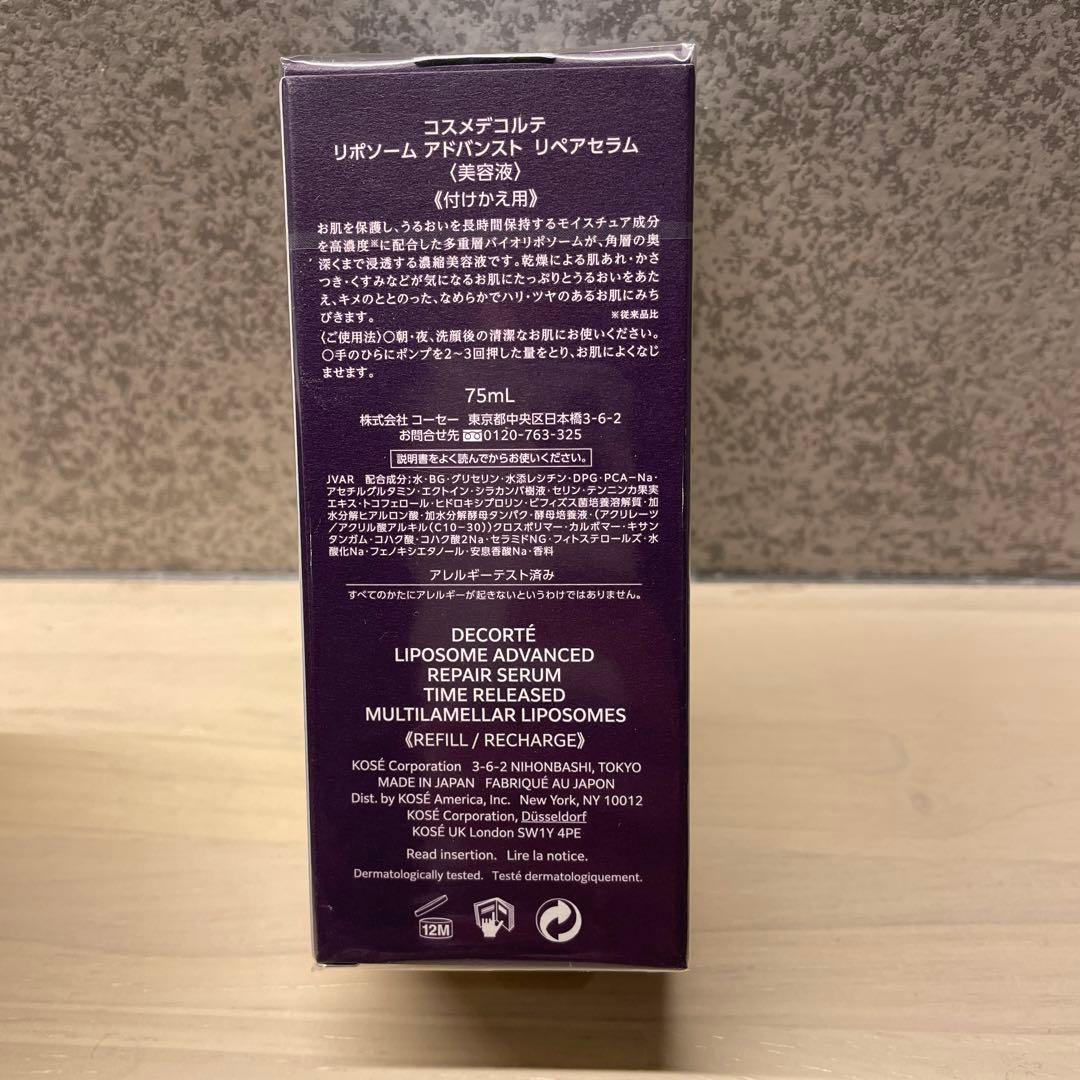 コスメデコルテ
リポソーム アドバンスト リペアセラム
〈美容液〉
《付けかえ用》
お肌を保護し、うるおいを長時間保持するモイスチュア成分
を高濃度※に配合した多重層バイオリポソームが、角層の奥
深くまで浸透する濃縮美容液です。乾燥による肌あれ・かさ
つき・くすみなどが気になるお肌にたっぷりとうるおいをあた
え、キメのととのった、なめらかでハリ・ツヤのあるお肌にみち
びきます。 ※従来品比
〈ご使用法〉○朝・夜、洗顔後の清潔なお肌にお使いください。
○手のひらにポンプを2〜3回押した量をとり、お肌によくなじ
ませます。
75mL
株式会社 コーセー 東京都中央区日本橋3-6-2
お問合せ先 0120-763-325
説明書をよく読んでからお使いください。
JVAR 配合成分;水・BG・グリセリン・水添レシチン・DPG・PCA-Na・
アセチルグルタミン・エクトイン・シラカンバ樹液・セリン・テンニンカ果実
エキス・トコフェロール・ヒドロキシプロリン・ビフィズス菌培養溶解質・加
水分解ヒアルロン酸・加水分解酵母タンパク・酵母培養液・(アクリレーツ
/アクリル酸アルキル(C10-30))クロスポリマー・カルボマー・キサン
タンガム・コハク酸・コハク酸2Na・セラミドNG・フィトステロールズ・水
酸化Na・フェノキシエタノール・安息香酸Na・香料
アレルギーテスト済み
すべてのかたにアレルギーが起きないというわけではありません。
DECORTÉ
LIPOSOME ADVANCED
REPAIR SERUM
TIME RELEASED
MULTILAMELLAR LIPOSOMES
《REFILL / RECHARGE》
KOSÉ Corporation 3-6-2 NIHONBASHI, TOKYO
MADE IN JAPAN FABRIQUÉ AU JAPON
Dist. by KOSÉ America, Inc. New York, NY 10012
KOSÉ Corporation, Düsseldorf
KOSÉ UK London SW1Y 4PE
Read insertion. Lire la notice.
Dermatologically tested. Testé dermatologiquement.
12M